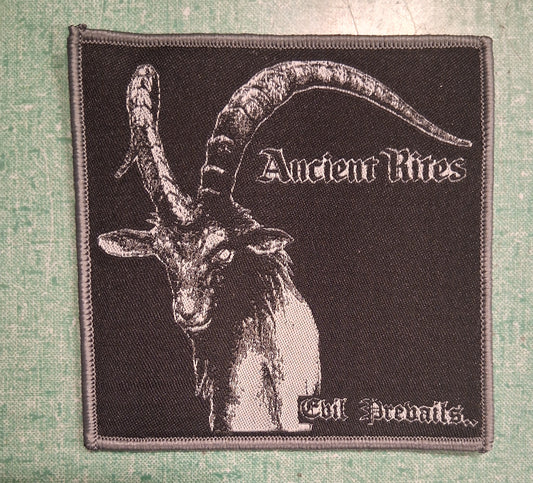 Ancient Rites
Evil Prevails..